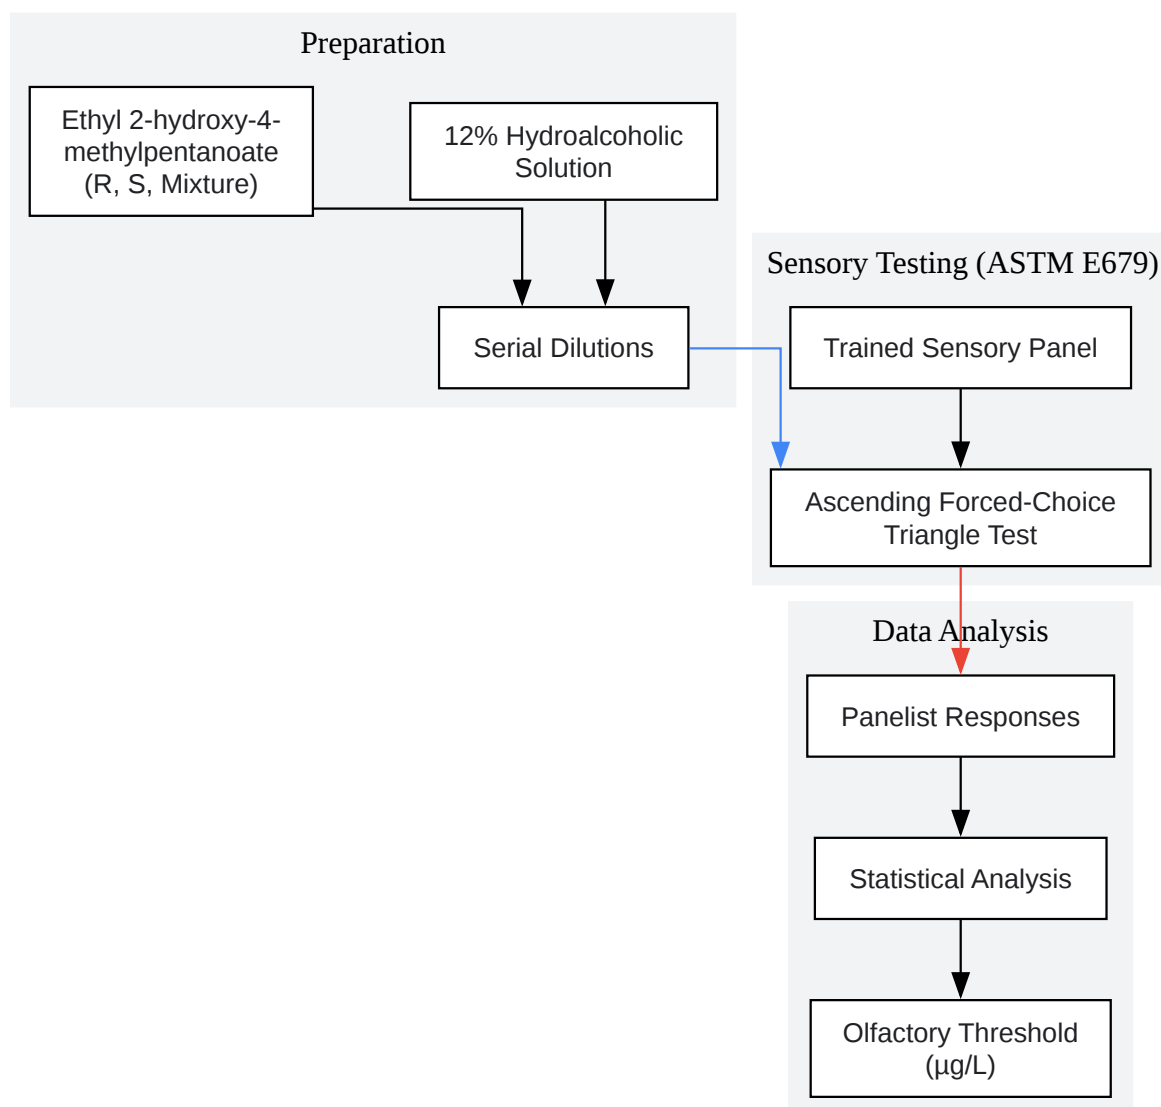 Preparation
Ethyl 2-hydroxy-4-
methylpentanoate
(R, S, Mixture)
12% Hydroalcoholic
Solution
Serial Dilutions
Sensory Testing (ASTM E679)
Trained Sensory Panel
Ascending Forced-Choice
Triangle Test
Data Analysis
Panelist Responses
Statistical Analysis
Olfactory Threshold
(µg/L)